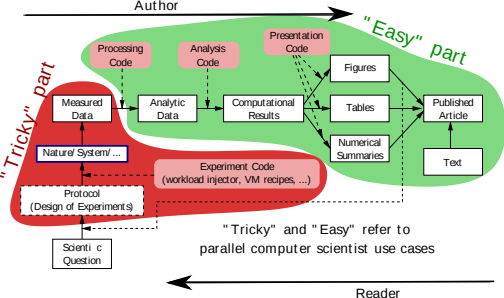 Author
"Easy" part
"Tricky" part
Processing
Code
Analysis
Code
Presentation
Code
Figures
Measured
Data
Analytic
Data
Computational
Results
Tables
Published
Article
Nature/System/...
Numerical
Summaries
Text
Experiment Code
(workload injector, VM recipes, ...)
Protocol
(Design of Experiments)
Scienti c
Question
"Tricky" and "Easy" refer to
parallel computer scientist use cases
Reader